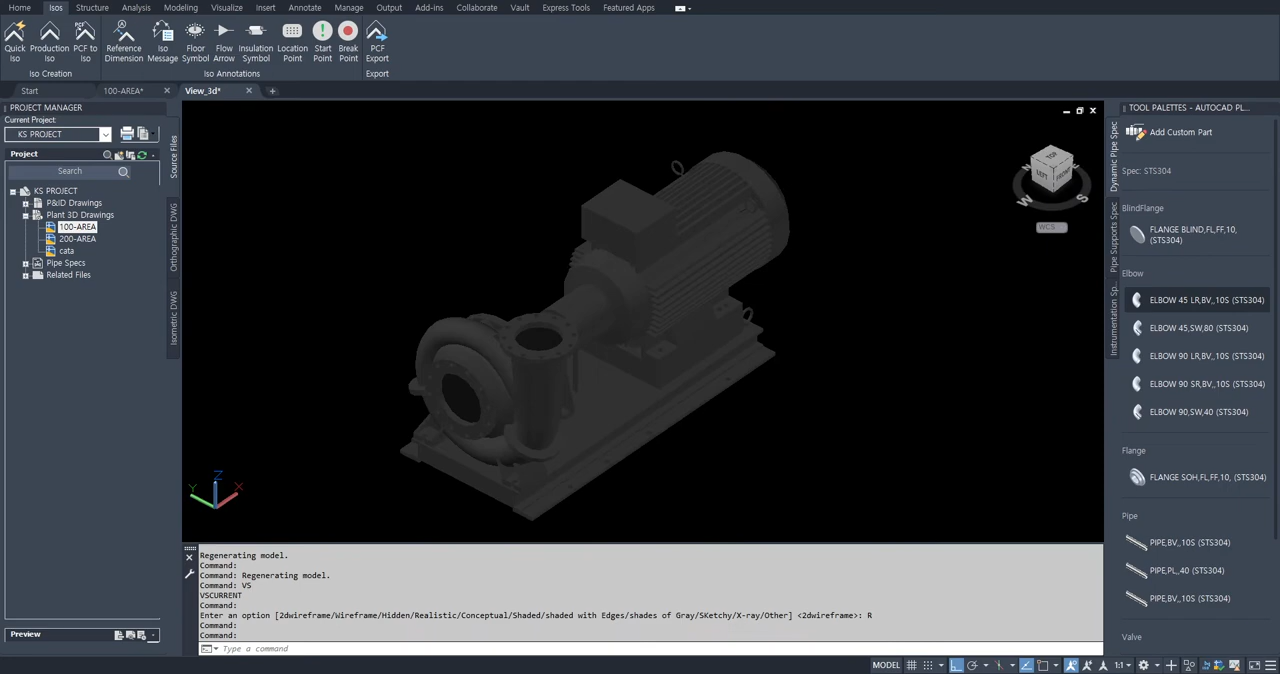 Home Isos Structure Analysis Modeling Visualize Insert Annotate Manage Output Add-ins Collaborate Vault Express Tools Featured Apps
Quick Iso
Production Iso
PCF to Iso
Reference Dimension
Iso Message
Floor Symbol
Flow Arrow
Insulation Symbol
Location Point
Start Point
Break Point
PCF Export
Iso Creation
Iso Annotations
Export
Start 100-AREA* View_3d*
PROJECT MANAGER
Current Project:
KS PROJECT
Project
Search
KS PROJECT
P&ID Drawings
Plant 3D Drawings
100-AREA
200-AREA
cata
Pipe Specs
Related Files
Preview
Source Files
Orthographic DWG
Isometric DWG
TOP
LEFT
FRONT
W
S
WCS
Z
Y
X
Regenerating model.
Command:
Command: Regenerating model.
Command: VS
VSCURRENT
Command:
Enter an option [2dwireframe/Wireframe/Hidden/Realistic/Conceptual/Shaded/shaded with Edges/shades of Gray/SKetchy/X-ray/Other] <2dwireframe>: R
Command:
Command:
Type a command
TOOL PALETTES - AUTOCAD PL...
Dynamic Pipe Spec
Pipe Supports Spec
Instrumentation Sp...
Add Custom Part
Spec: STS304
BlindFlange
FLANGE BLIND,FL,FF,10,
(STS304)
Elbow
ELBOW 45 LR,BV,,10S (STS304)
ELBOW 45,SW,80 (STS304)
ELBOW 90 LR,BV,,10S (STS304)
ELBOW 90 SR,BV,,10S (STS304)
ELBOW 90,SW,40 (STS304)
Flange
FLANGE SOH,FL,FF,10, (STS304)
Pipe
PIPE,BV,,10S (STS304)
PIPE,PL,,40 (STS304)
PIPE,BV,,10S (STS304)
Valve
MODEL
1:1